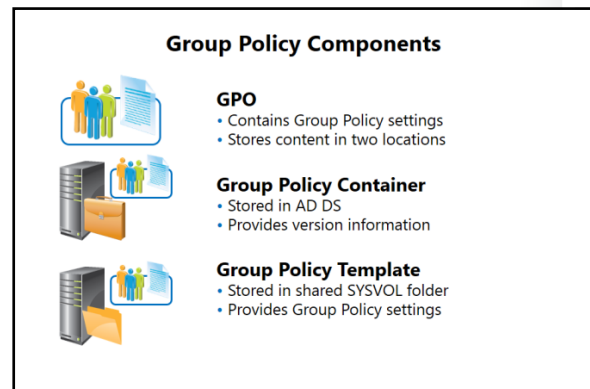 Group Policy Components
GPO
• Contains Group Policy settings
• Stores content in two locations
Group Policy Container
• Stored in AD DS
• Provides version information
Group Policy Template
• Stored in shared SYSVOL folder
• Provides Group Policy settings